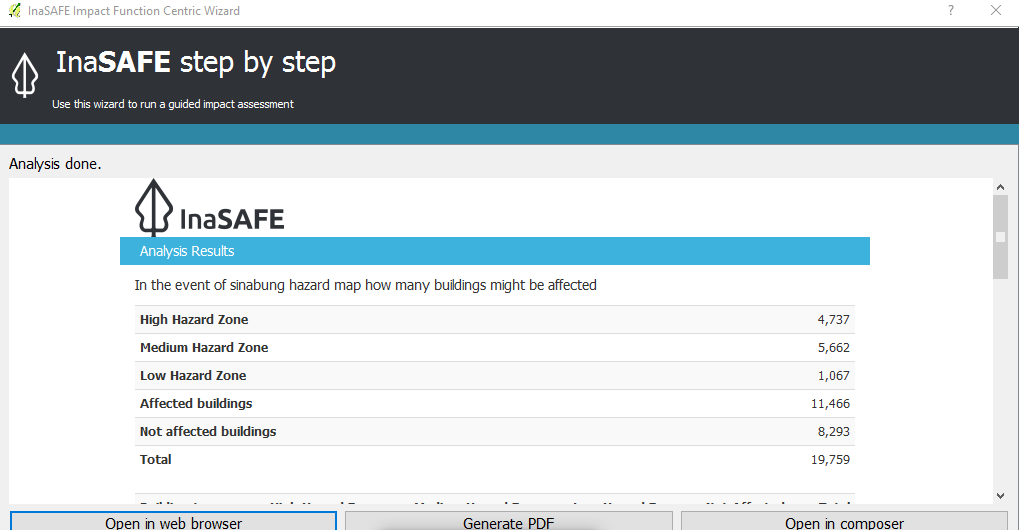 InaSAFE Impact Function Centric Wizard ?
InaSAFE step by step
Use this wizard to run a guided impact assessment
Analysis done.
InaSAFE
Analysis Results
In the event of sinabung hazard map how many buildings might be affected
High Hazard Zone 4,737
Medium Hazard Zone 5,662
Low Hazard Zone 1,067
Affected buildings 11,466
Not affected buildings 8,293
Total 19,759
Open in web browser Generate PDF Open in composer